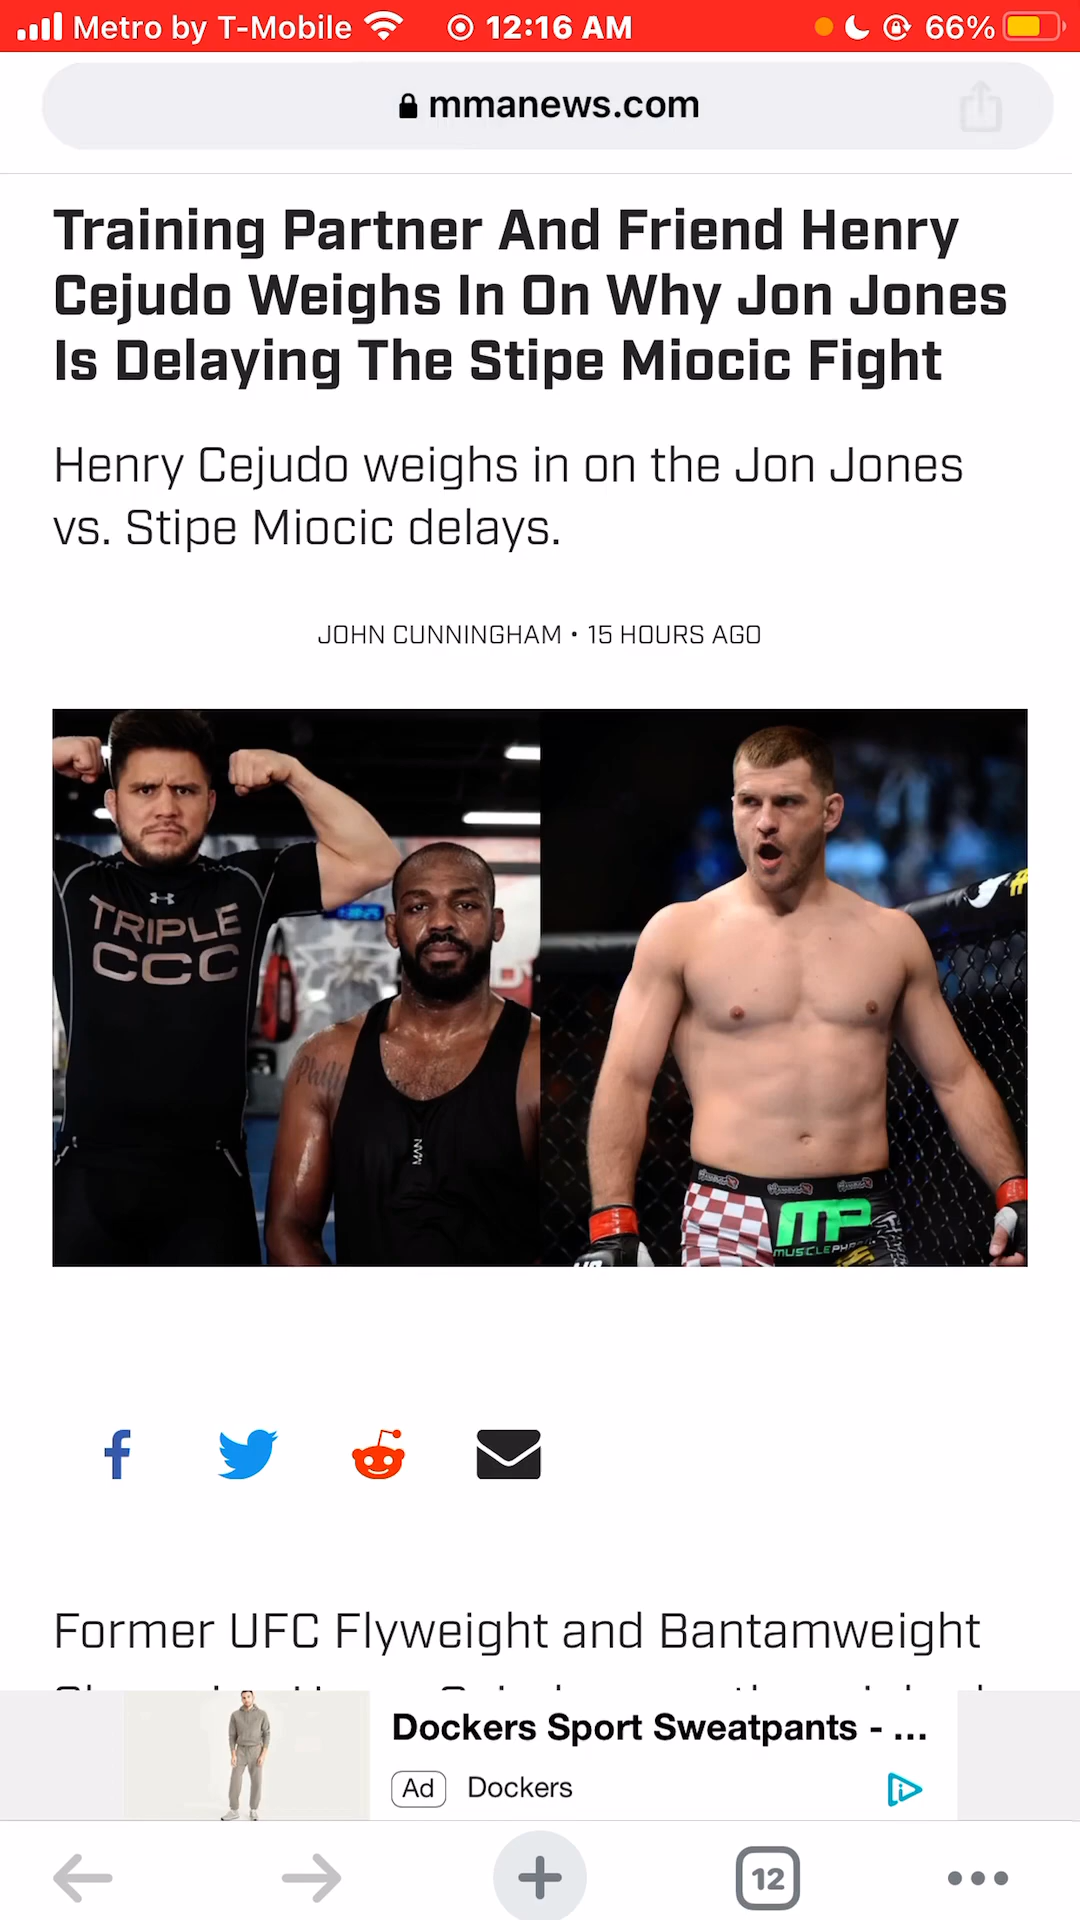 Metro by T-Mobile 12:16 AM 66%
mmanews.com
Training Partner And Friend Henry
Cejudo Weighs In On Why Jon Jones
Is Delaying The Stipe Miocic Fight
Henry Cejudo weighs in on the Jon Jones
vs. Stipe Miocic delays.
JOHN CUNNINGHAM • 15 HOURS AGO
TRIPLE
CCC
MP
MUSCLEPH
Former UFC Flyweight and Bantamweight
Dockers Sport Sweatpants - ...
Ad Dockers
12